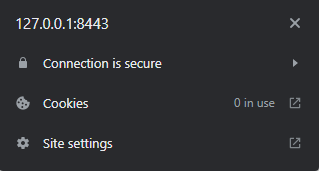 127.0.0.1:8443
Connection is secure
Cookies 0 in use
Site settings